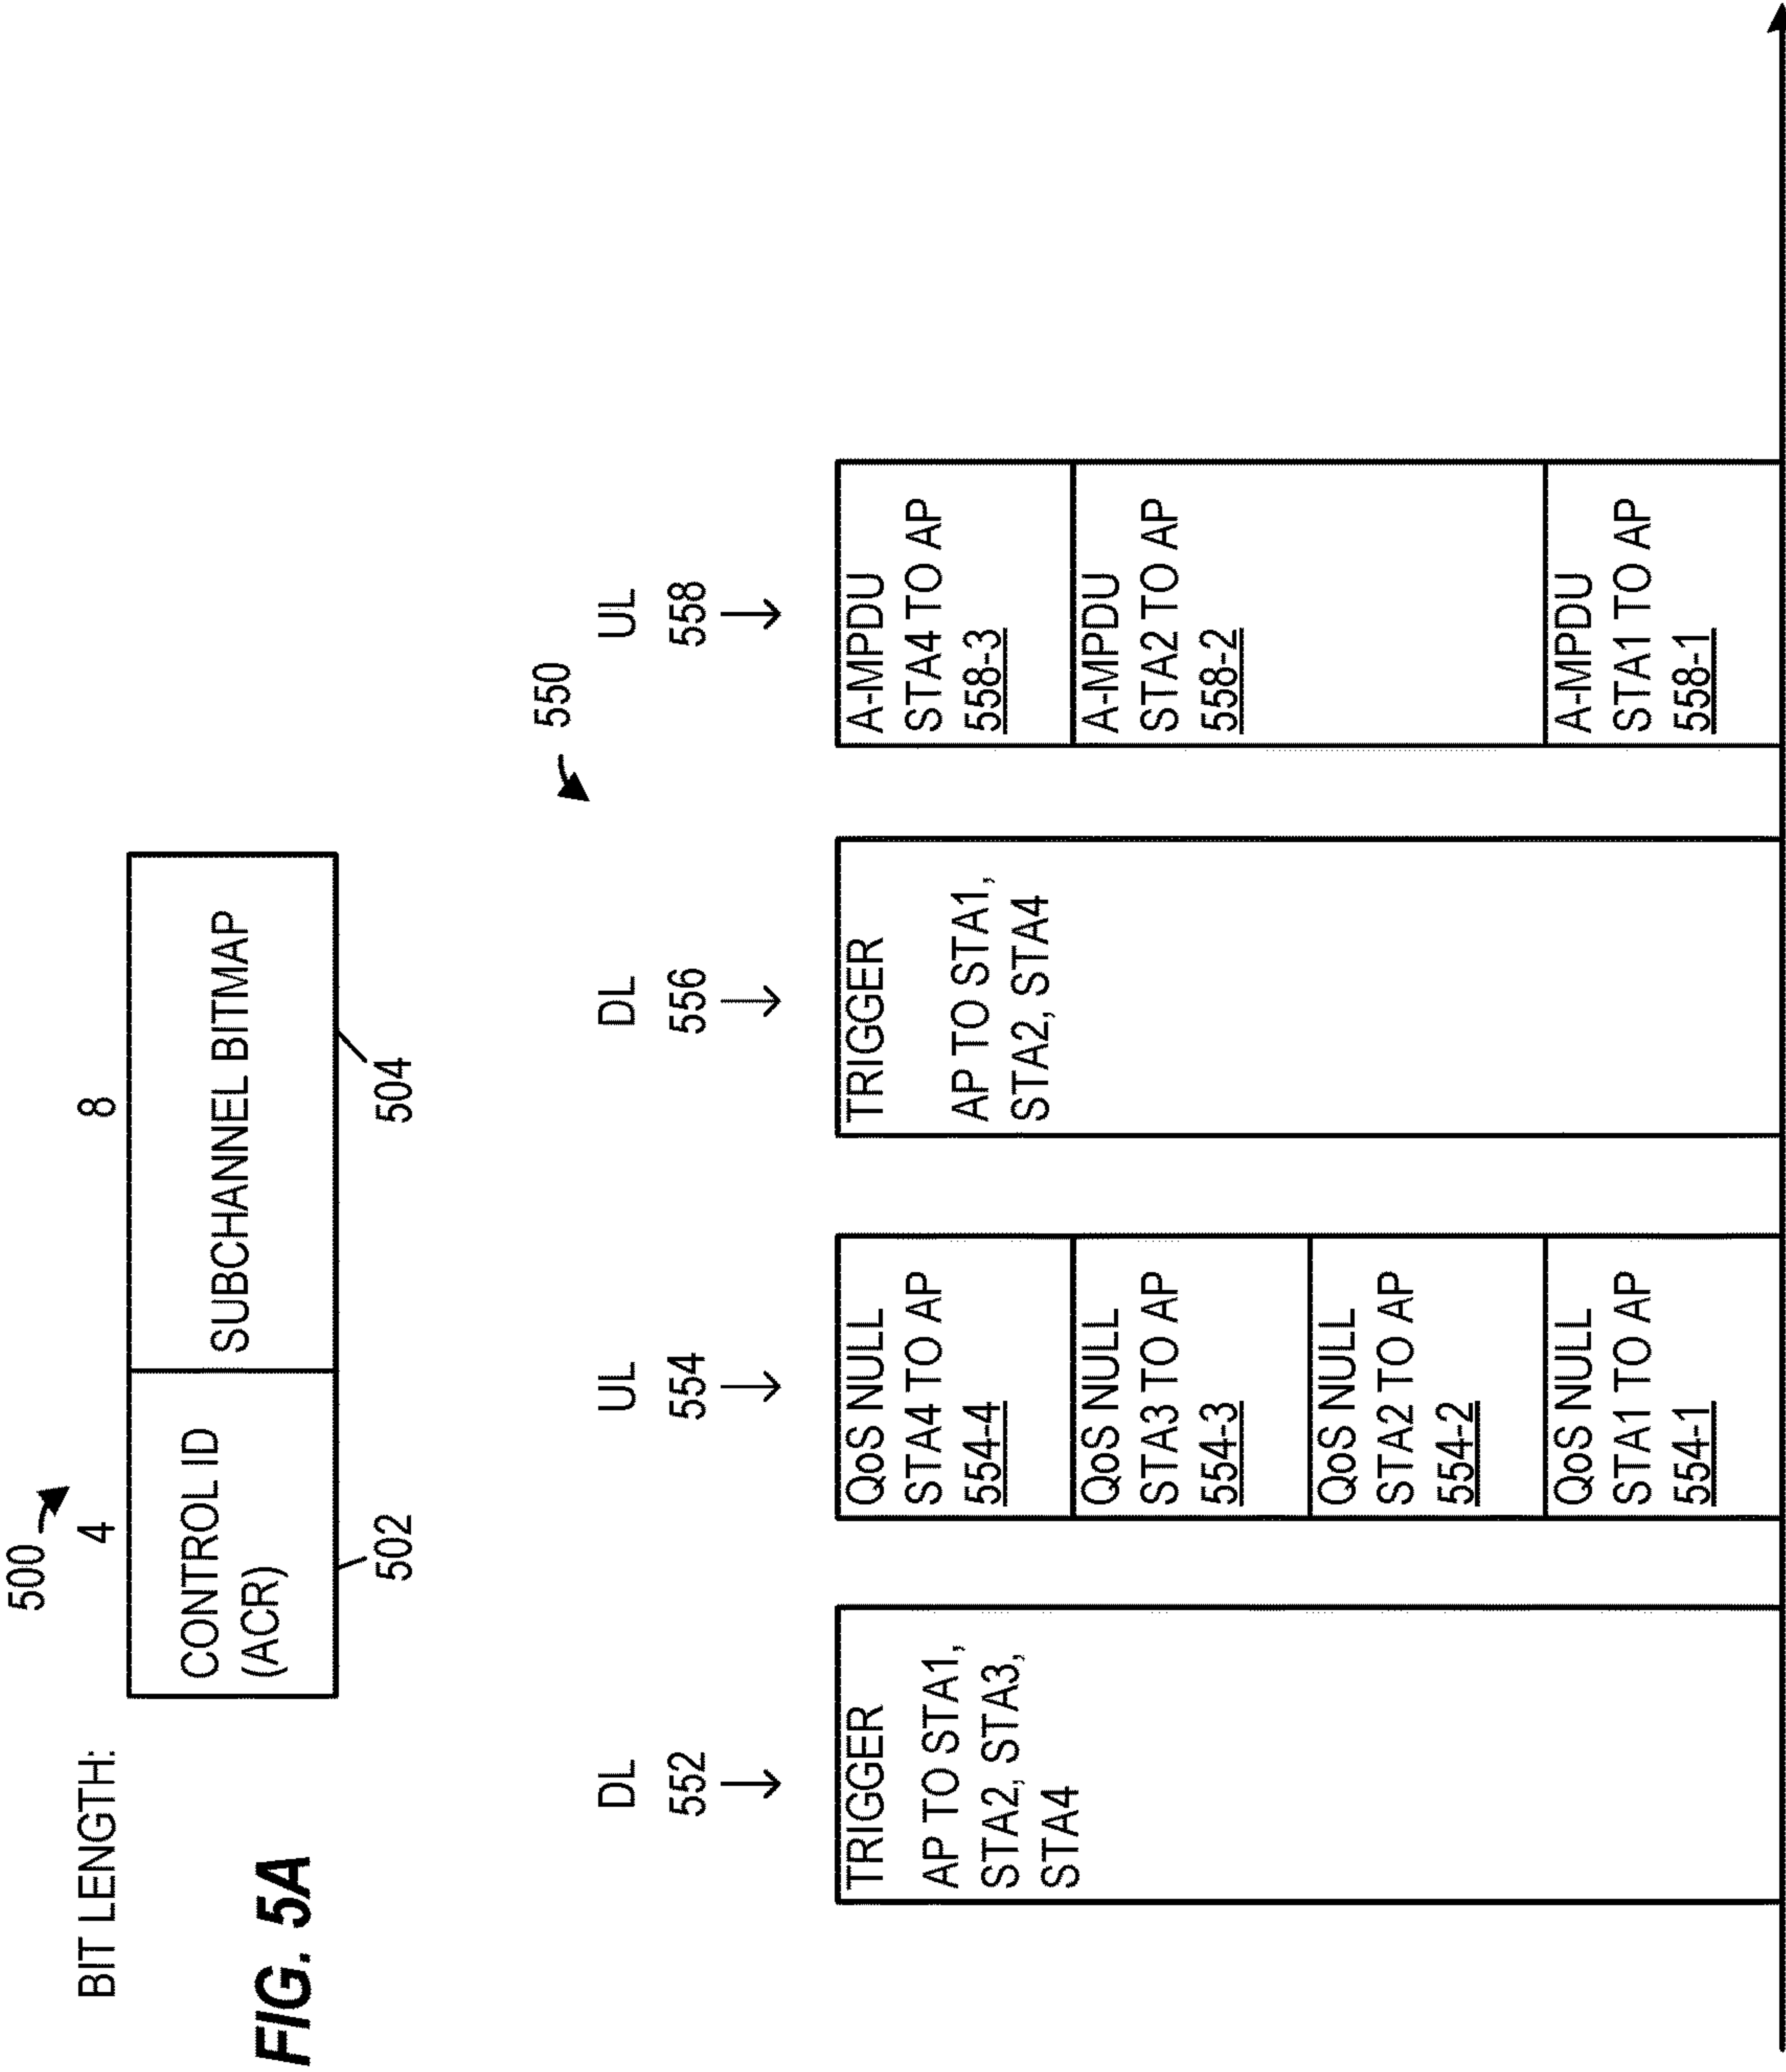 500
BIT LENGTH:
4
8
CONTROL ID
(ACR)
SUBCHANNEL BITMAP
502
504
FIG. 5A
550
DL
552
UL
554
DL
556
UL
558
TRIGGER
AP TO STA1,
STA2, STA3,
STA4
QoS NULL
STA4 TO AP
554-4
QoS NULL
STA3 TO AP
554-3
QoS NULL
STA2 TO AP
554-2
QoS NULL
STA1 TO AP
554-1
TRIGGER
AP TO STA1,
STA2, STA4
A-MPDU
STA4 TO AP
558-3
A-MPDU
STA2 TO AP
558-2
A-MPDU
STA1 TO AP
558-1